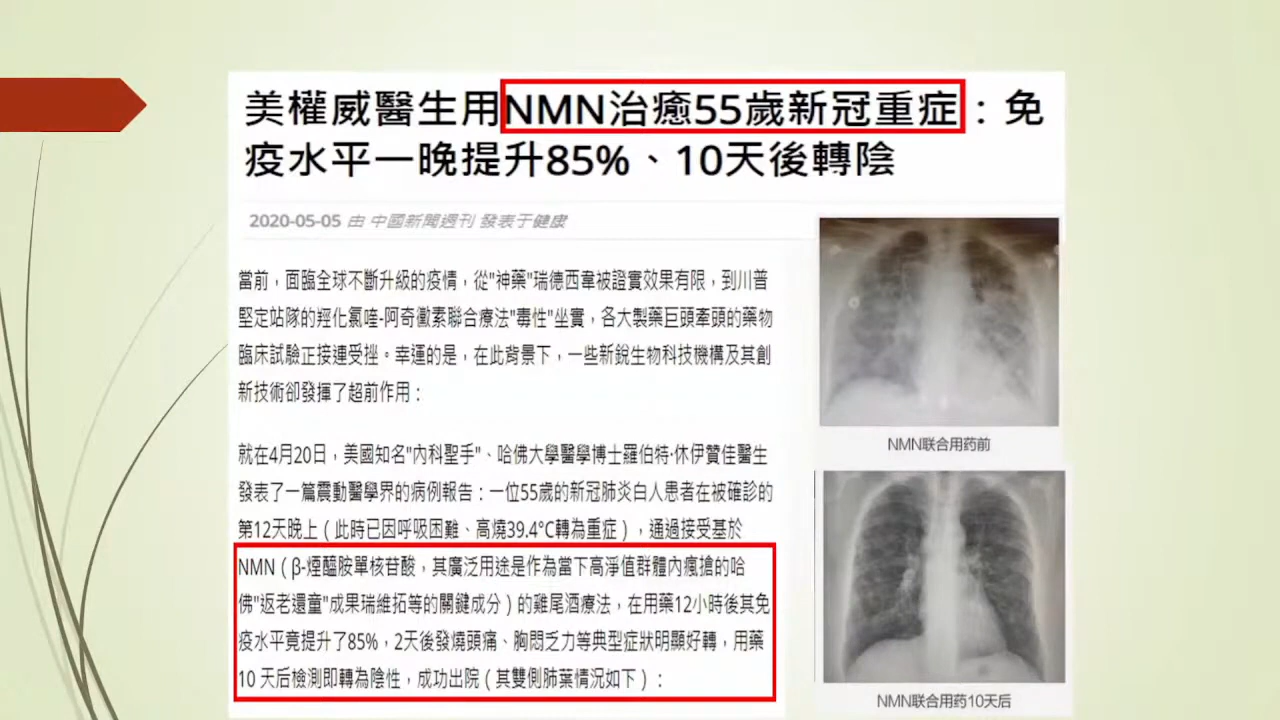 美權威醫生用NMN治癒55歲新冠重症：免
疫水平一晚提升85%、10天後轉陰
2020-05-05 由 中國新聞週刊 發表于健康
當前，面臨全球不斷升級的疫情，從"神藥"瑞德西韋被證實效果有限，到川普
堅定站隊的羥化氯喹-阿奇黴素聯合療法"毒性"坐實，各大製藥巨頭牽頭的藥物
臨床試驗正接連受挫。幸運的是，在此背景下，一些新銳生物科技機構及其創
新技術卻發揮了超前作用：
就在4月20日，美國知名"內科聖手"、哈佛大學醫學博士羅伯特·休伊贊佳醫生
發表了一篇震動醫學界的病例報告：一位55歲的新冠肺炎白人患者在被確診的
第12天晚上（此時已因呼吸困難、高燒39.4°C轉為重症），通過接受基於
NMN（β-煙醯胺單核苷酸，其廣泛用途是作為當下高淨值群體內瘋搶的哈
佛"返老還童"成果瑞維拓等的關鍵成分）的雞尾酒療法，在用藥12小時後其免
疫水平竟提升了85%，2天後發燒頭痛、胸悶乏力等典型症狀明顯好轉，用藥
10 天后檢測即轉為陰性，成功出院（其雙側肺葉情況如下）：
NMN联合用药前
NMN联合用药10天后